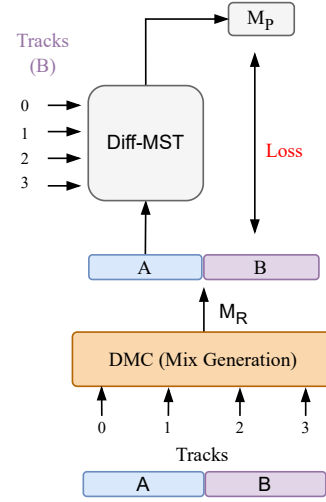 M_P
Tracks
(B)
0
1
2
3
Diff-MST
Loss
A B
M_R
DMC (Mix Generation)
0 1 2 3
Tracks
A B